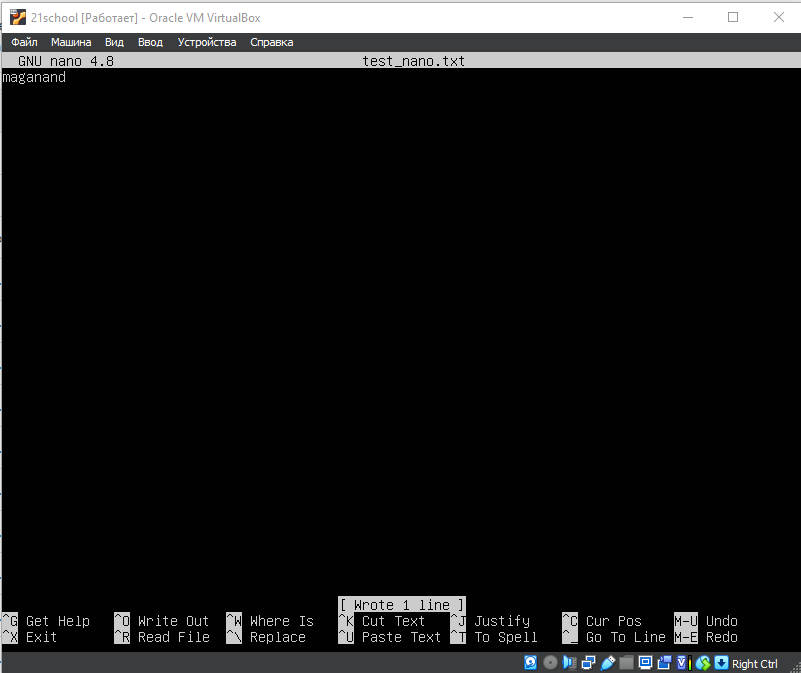 21school [Работает] - Oracle VM VirtualBox
Файл Машина Вид Ввод Устройства Справка
GNU nano 4.8 test_nano.txt
maganand
[ Wrote 1 line ]
^G Get Help ^O Write Out ^W Where Is ^K Cut Text ^J Justify ^C Cur Pos M-U Undo
^X Exit ^R Read File ^\ Replace ^U Paste Text ^T To Spell ^_ Go To Line M-E Redo
Right Ctrl